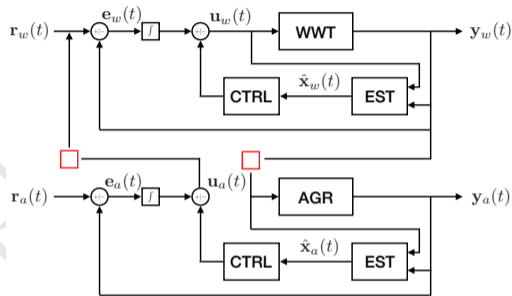 r_w(t) e_w(t) ∫ u_w(t) WWT y_w(t)
CTRL x̂_w(t) EST
r_a(t) e_a(t) ∫ u_a(t) AGR y_a(t)
CTRL x̂_a(t) EST